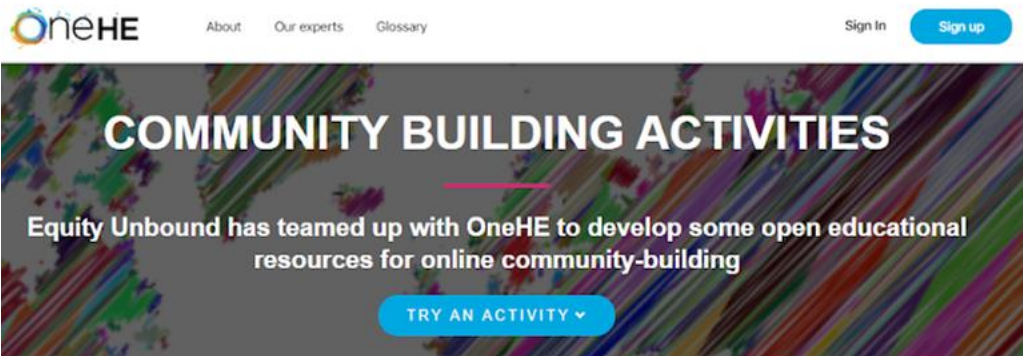 OneHE About Our experts Glossary Sign In Sign up
COMMUNITY BUILDING ACTIVITIES
Equity Unbound has teamed up with OneHE to develop some open educational
resources for online community-building
TRY AN ACTIVITY